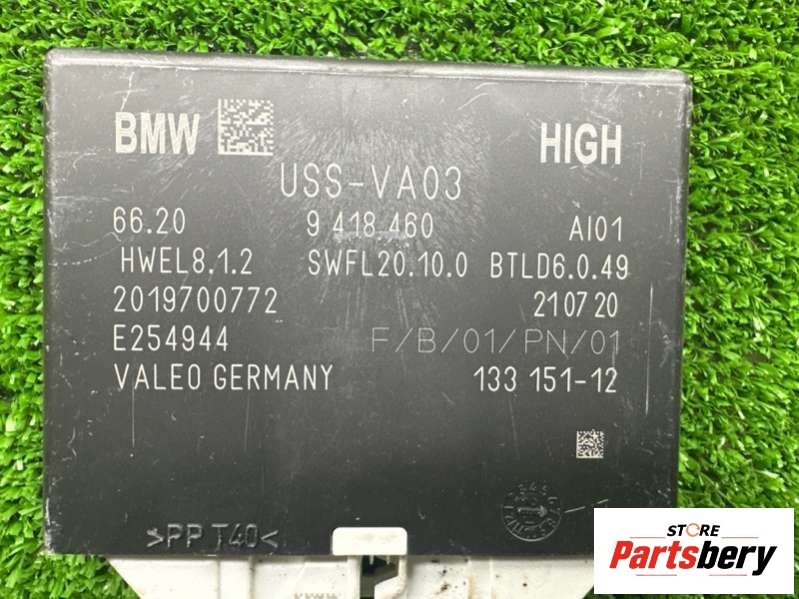 BMW HIGH
USS-VA03
66.20 9 418 460 AI01
HWEL8.1.2 SWFL20.10.0 BTLD6.0.49
2019700772 210720
E254944 F/B/01/PN/01
VALEO GERMANY 133 151-12
>PP T40<
STORE
Partsbery